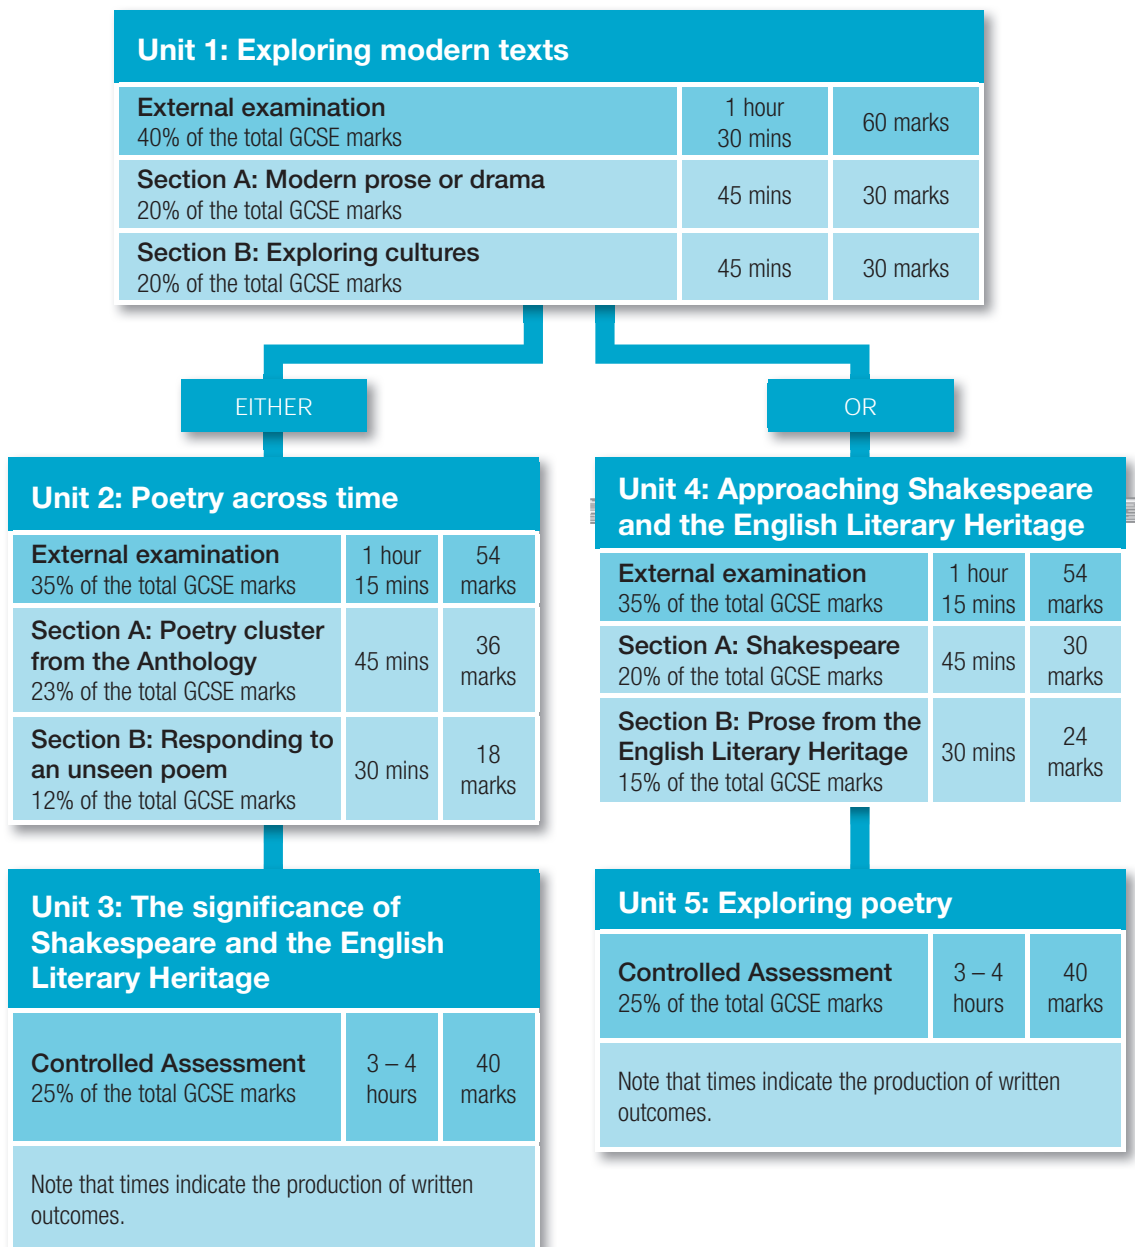 Unit 1: Exploring modern texts
External examination
40% of the total GCSE marks
1 hour
30 mins
60 marks
Section A: Modern prose or drama
20% of the total GCSE marks
45 mins
30 marks
Section B: Exploring cultures
20% of the total GCSE marks
45 mins
30 marks
EITHER
OR
Unit 2: Poetry across time
External examination
35% of the total GCSE marks
1 hour
15 mins
54
marks
Section A: Poetry cluster
from the Anthology
23% of the total GCSE marks
45 mins
36
marks
Section B: Responding to
an unseen poem
12% of the total GCSE marks
30 mins
18
marks
Unit 3: The significance of
Shakespeare and the English
Literary Heritage
Controlled Assessment
25% of the total GCSE marks
3 – 4
hours
40
marks
Note that times indicate the production of written
outcomes.
Unit 4: Approaching Shakespeare
and the English Literary Heritage
External examination
35% of the total GCSE marks
1 hour
15 mins
54
marks
Section A: Shakespeare
20% of the total GCSE marks
45 mins
30
marks
Section B: Prose from the
English Literary Heritage
15% of the total GCSE marks
30 mins
24
marks
Unit 5: Exploring poetry
Controlled Assessment
25% of the total GCSE marks
3 – 4
hours
40
marks
Note that times indicate the production of written
outcomes.